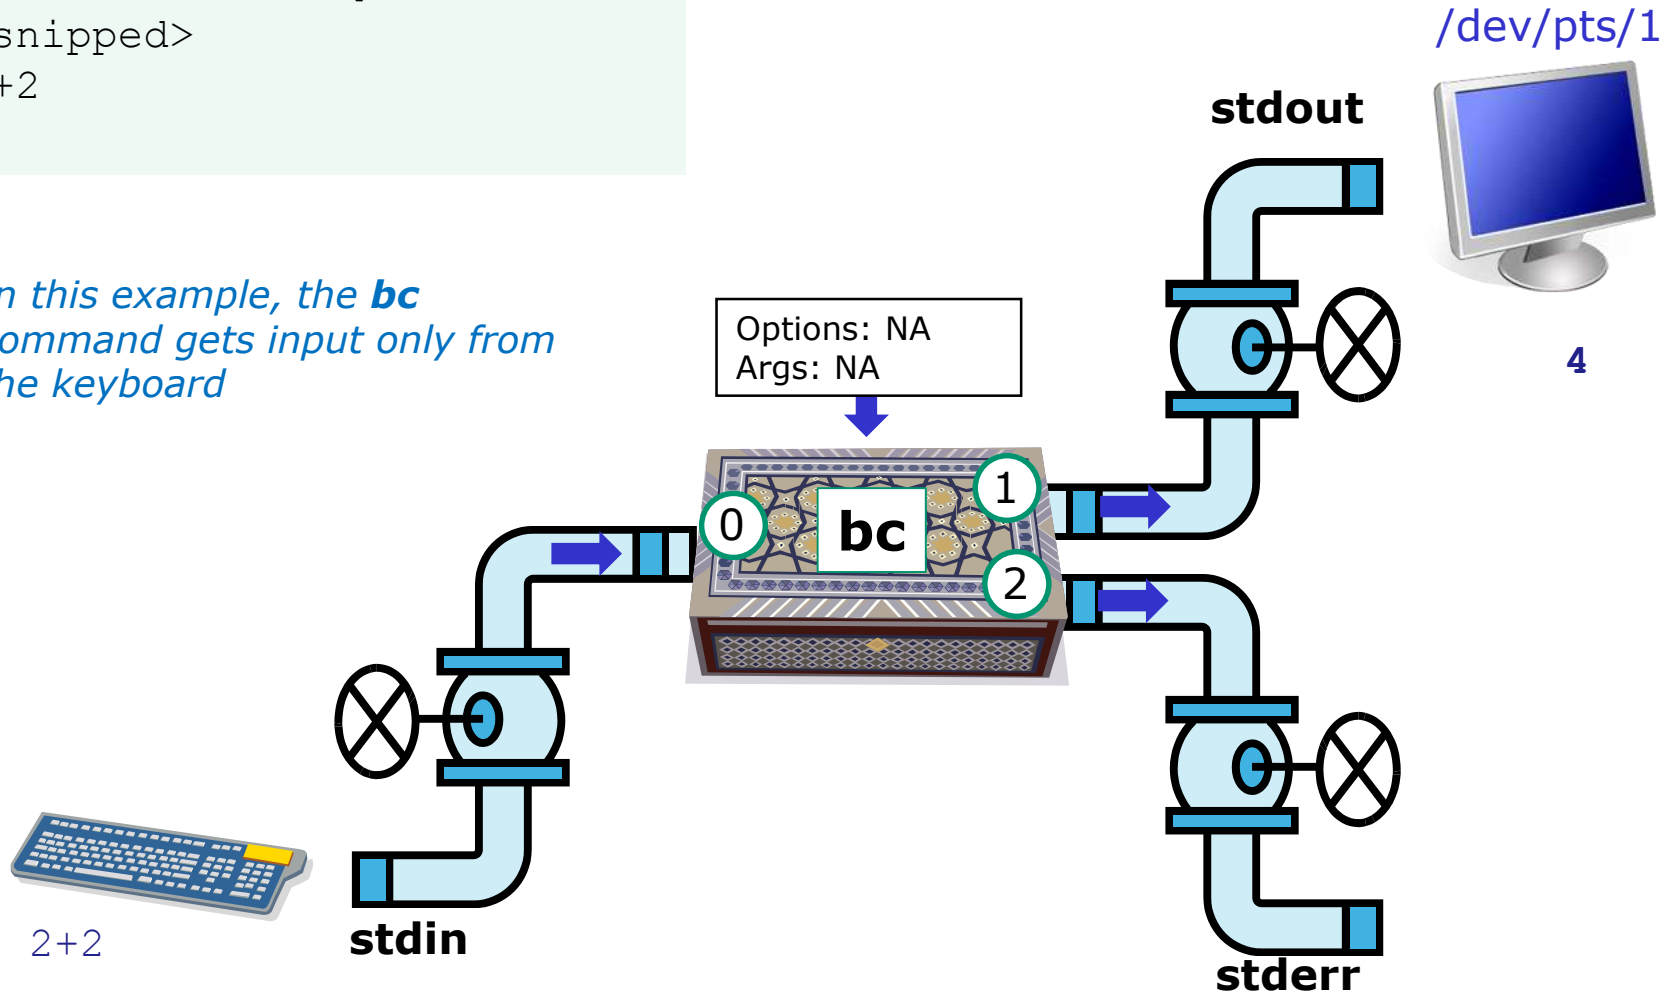 snipped>
+2
/dev/pts/1
stdout
n this example, the bc
ommand gets input only from
he keyboard
Options: NA
Args: NA
4
0
bc
1
2
2+2
stdin
stderr